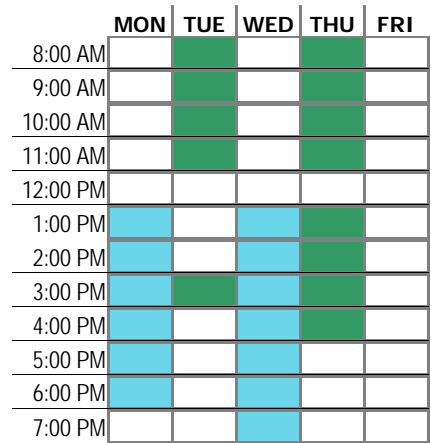 MON TUE WED THU FRI
8:00 AM
9:00 AM
10:00 AM
11:00 AM
12:00 PM
1:00 PM
2:00 PM
3:00 PM
4:00 PM
5:00 PM
6:00 PM
7:00 PM